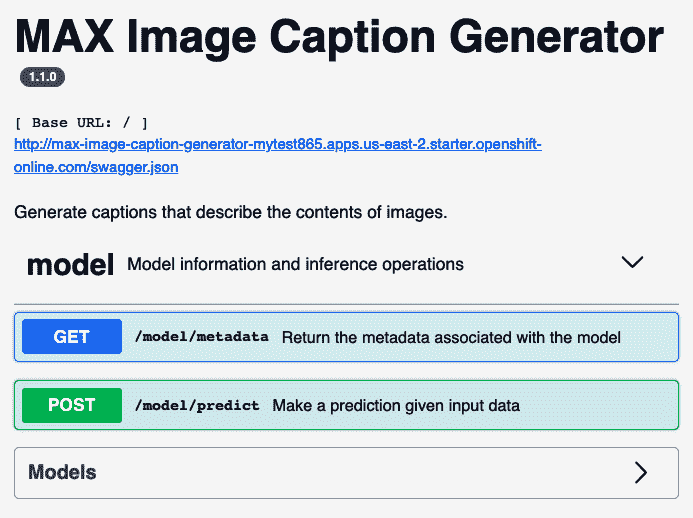 MAX Image Caption Generator
1.1.0
[ Base URL: / ]
http://max-image-caption-generator-mytest865.apps.us-east-2.starter.openshift-
online.com/swagger.json
Generate captions that describe the contents of images.
model Model information and inference operations
GET /model/metadata Return the metadata associated with the model
POST /model/predict Make a prediction given input data
Models